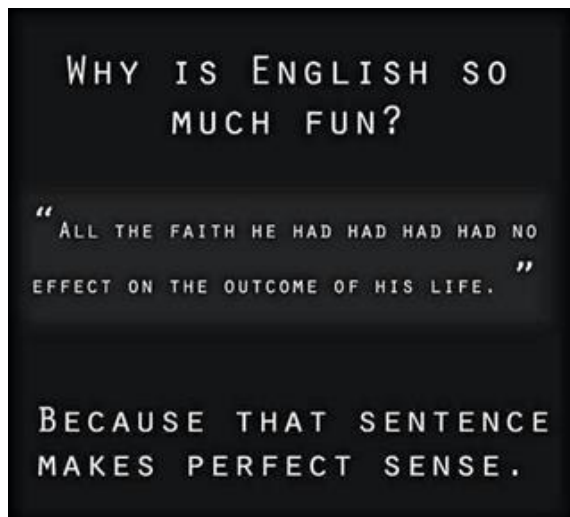 WHY IS ENGLISH SO
MUCH FUN?
“ALL THE FAITH HE HAD HAD HAD HAD NO
EFFECT ON THE OUTCOME OF HIS LIFE.”
BECAUSE THAT SENTENCE
MAKES PERFECT SENSE.